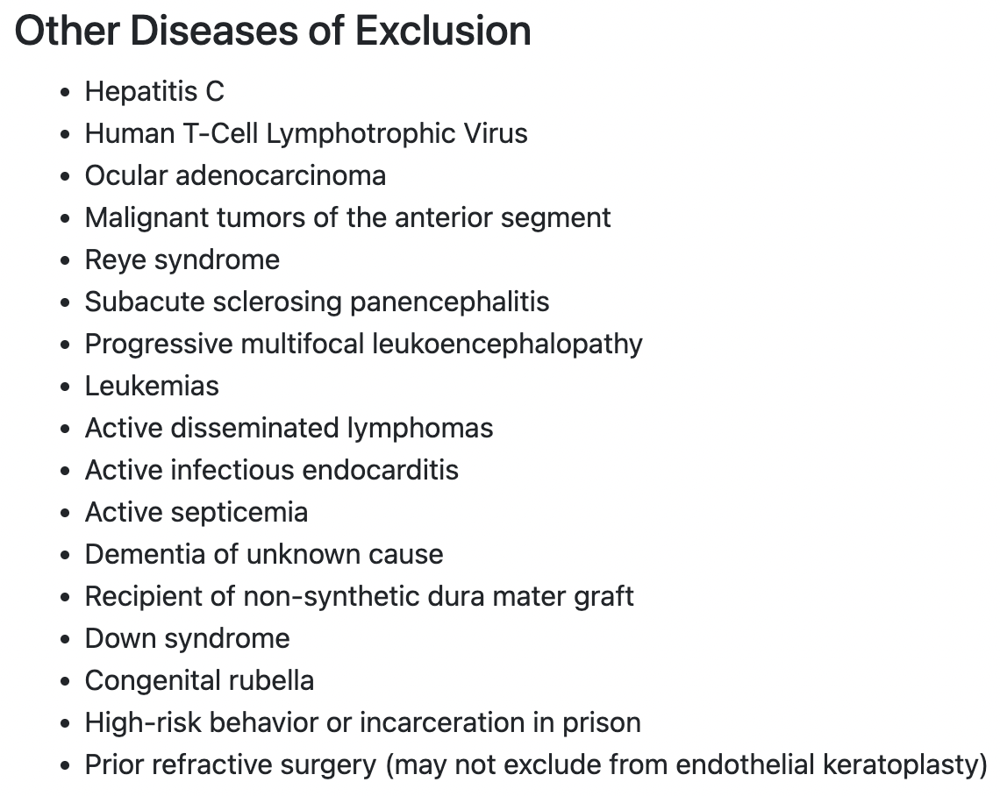 Other Diseases of Exclusion
• Hepatitis C
• Human T-Cell Lymphotrophic Virus
• Ocular adenocarcinoma
• Malignant tumors of the anterior segment
• Reye syndrome
• Subacute sclerosing panencephalitis
• Progressive multifocal leukoencephalopathy
• Leukemias
• Active disseminated lymphomas
• Active infectious endocarditis
• Active septicemia
• Dementia of unknown cause
• Recipient of non-synthetic dura mater graft
• Down syndrome
• Congenital rubella
• High-risk behavior or incarceration in prison
• Prior refractive surgery (may not exclude from endothelial keratoplasty)